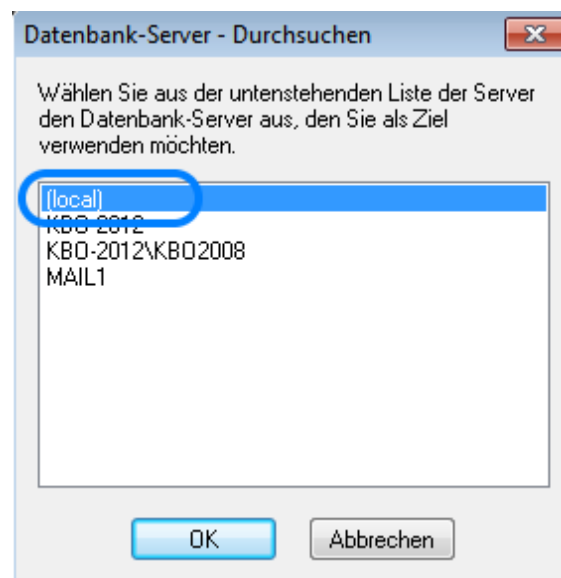 Datenbank-Server - Durchsuchen
Wählen Sie aus der untenstehenden Liste der Server
den Datenbank-Server aus, den Sie als Ziel
verwenden möchten.
(local)
KBO-2012
KBO-2012\KBO2008
MAIL1
OK
Abbrechen